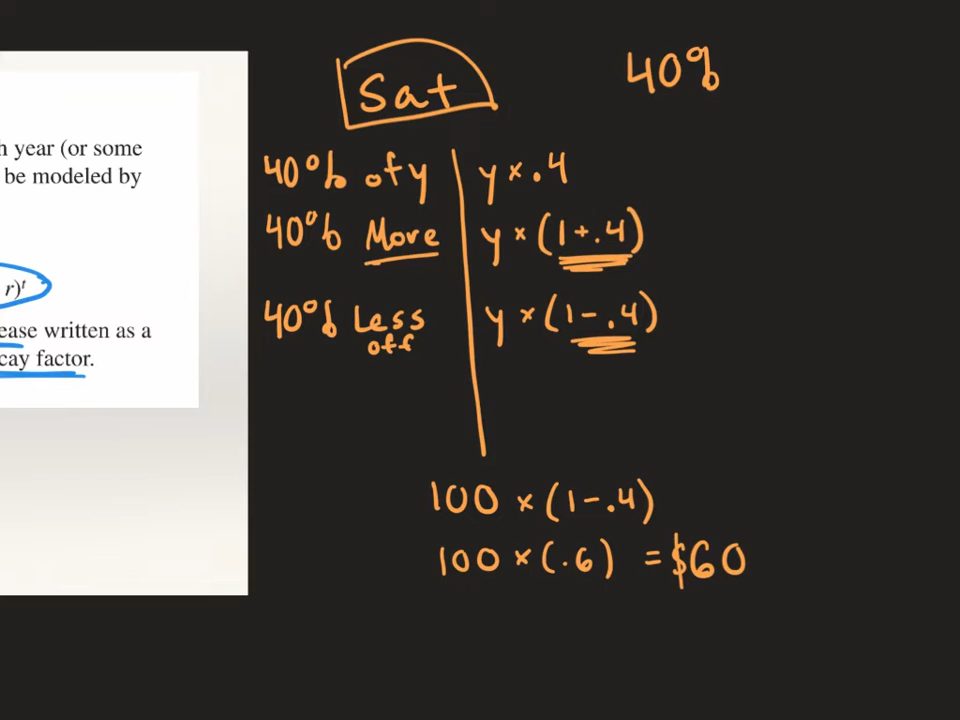 h year (or some
be modeled by
r)^t
ease written as a
cay factor.
Sat
40%
40% of y | y × .4
40% More | y × (1 + .4)
40% Less | y × (1 - .4)
off
100 × (1 - .4)
100 × (.6) = $60